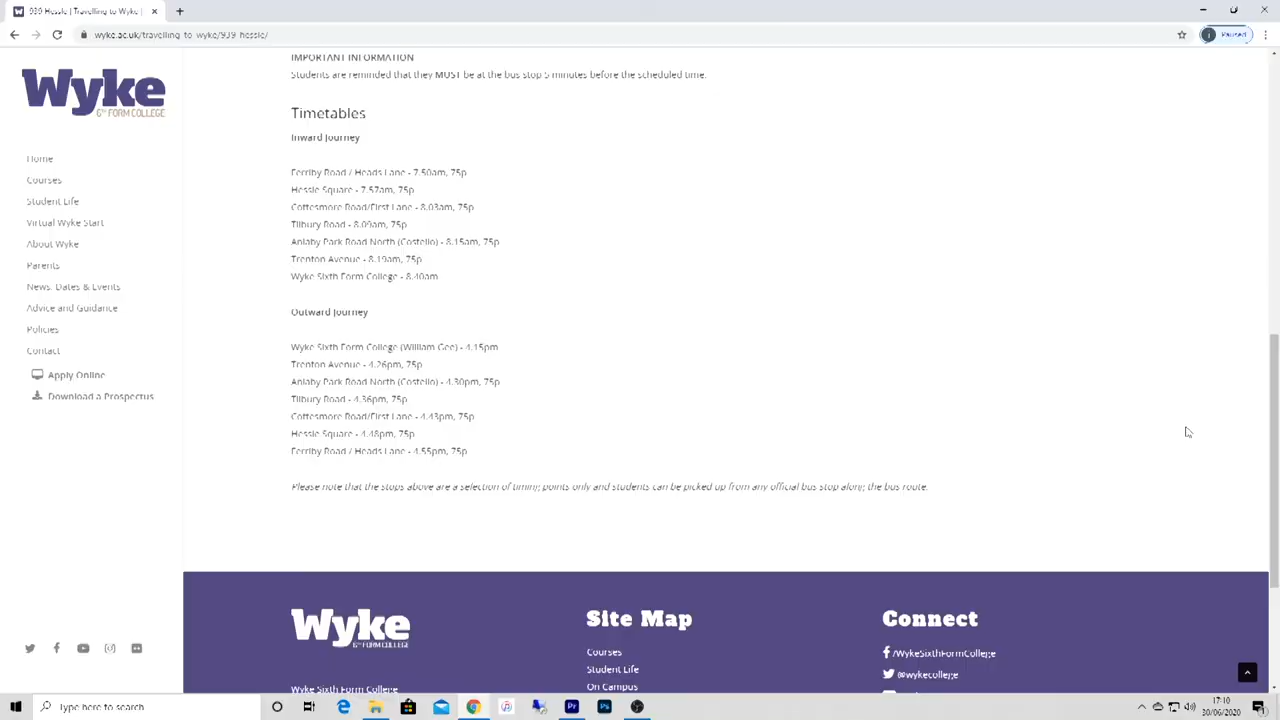 939 Hessle | Travelling to Wyke |
wyke.ac.uk/travelling_to_wyke/939_hessle/
Paused
Wyke
6TH FORM COLLEGE
Home
Courses
Student Life
Virtual Wyke Start
About Wyke
Parents
News, Dates & Events
Advice and Guidance
Policies
Contact
Apply Online
Download a Prospectus
IMPORTANT INFORMATION
Students are reminded that they MUST be at the bus stop 5 minutes before the scheduled time.
Timetables
Inward Journey
Ferriby Road / Heads Lane - 7.50am, 75p
Hessle Square - 7.57am, 75p
Cottesmore Road/First Lane - 8.03am, 75p
Tilbury Road - 8.09am, 75p
Anlaby Park Road North (Costello) - 8.15am, 75p
Trenton Avenue - 8.19am, 75p
Wyke Sixth Form College - 8.40am
Outward Journey
Wyke Sixth Form College (William Gee) - 4.15pm
Trenton Avenue - 4.26pm, 75p
Anlaby Park Road North (Costello) - 4.30pm, 75p
Tilbury Road - 4.36pm, 75p
Cottesmore Road/First Lane - 4.43pm, 75p
Hessle Square - 4.48pm, 75p
Ferriby Road / Heads Lane - 4.55pm, 75p
Please note that the stops above are a selection of timing points only and students can be picked up from any official bus stop along the bus route.
Wyke
6TH FORM COLLEGE
Wyke Sixth Form College
Site Map
Courses
Student Life
On Campus
Connect
/WykeSixthFormCollege
@wykecollege
Type here to search
17:10
30/06/2020